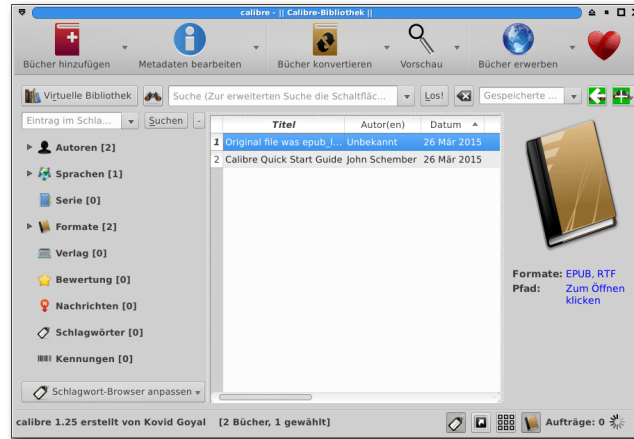 calibre - || Calibre-Bibliothek ||
Bücher hinzufügen Metadaten bearbeiten Bücher konvertieren Vorschau Bücher erwerben
Virtuelle Bibliothek Suche (Zur erweiterten Suche die Schaltfläc... Los! Gespeicherte ...
Eintrag im Schla... Suchen -
Titel Autor(en) Datum
1 Original file was epub_l... Unbekannt 26 Mär 2015
2 Calibre Quick Start Guide John Schember 26 Mär 2015
Autoren [2]
Sprachen [1]
Serie [0]
Formate [2]
Verlag [0]
Bewertung [0]
Nachrichten [0]
Schlagwörter [0]
Kennungen [0]
Schlagwort-Browser anpassen
Formate: EPUB, RTF
Pfad: Zum Öffnen
klicken
calibre 1.25 erstellt von Kovid Goyal [2 Bücher, 1 gewählt] Aufträge: 0